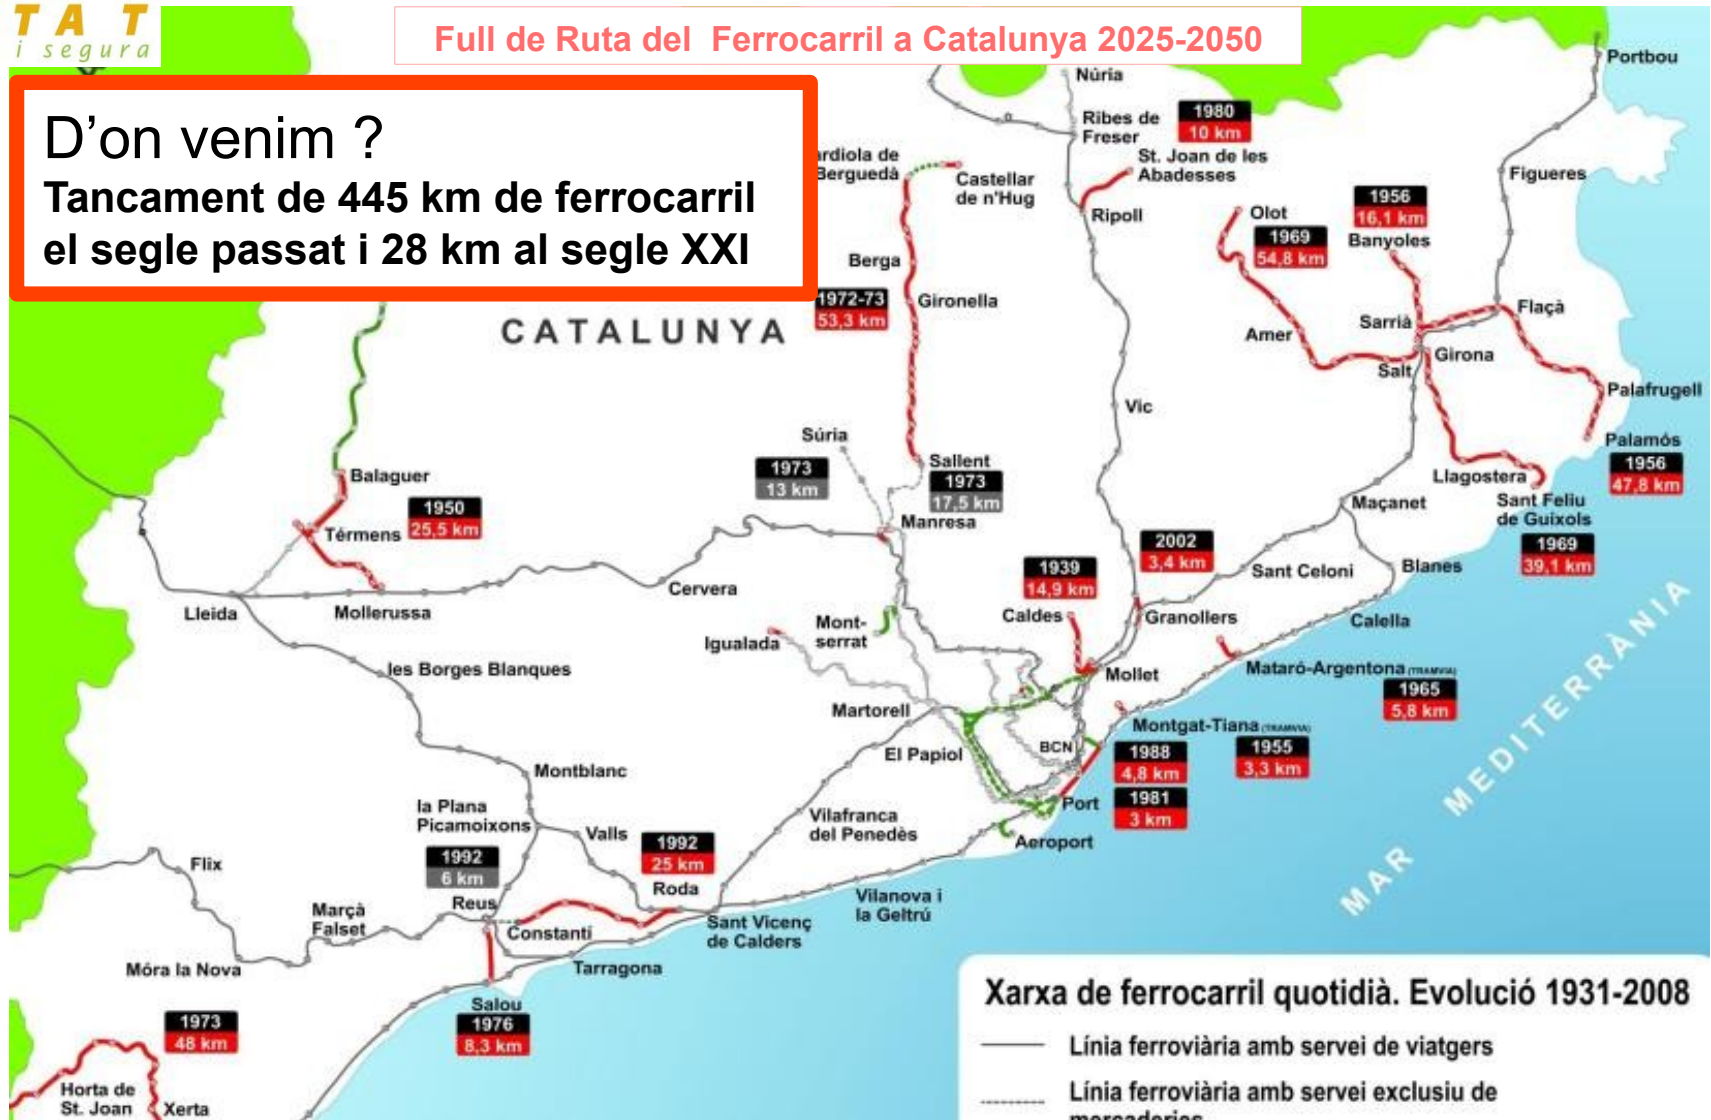 T A T
i segura
Full de Ruta del Ferrocarril a Catalunya 2025-2050
D'on venim ?
Tancament de 445 km de ferrocarril
el segle passat i 28 km al segle XXI
CATALUNYA
Portbou
Núria
Ribes de
Freser
1980
10 km
St. Joan de les
Abadesses
Ripoll
ardiola de
Berguedà
Castellar
de n'Hug
Berga
Gironella
1972-73
53,3 km
Figueres
1956
16,1 km
Banyoles
Olot
1969
54,8 km
Flaçà
Sarrià
Amer
Girona
Salt
Palafrugell
Palamós
1956
47,8 km
Vic
Llagostera
Sant Feliu
de Guixols
1969
39,1 km
Súria
1973
13 km
Sallent
1973
17,5 km
Manresa
Maçanet
Balaguer
1950
25,5 km
Térmens
Lleida
Mollerussa
Cervera
2002
3,4 km
Sant Celoni
Blanes
1939
14,9 km
Caldes
Granollers
Calella
Mont-
serrat
Igualada
les Borges Blanques
Mollet
Mataró-Argentona (TRAMVIA)
1965
5,8 km
Martorell
Montgat-Tiana (TRAMVIA)
1955
3,3 km
El Papiol
BCN
1988
4,8 km
Port
1981
3 km
Aeroport
MAR MEDITERRÀNIA
Montblanc
la Plana
Picamoixons
Valls
Vilafranca
del Penedès
1992
6 km
1992
25 km
Flix
Reus
Roda
Vilanova i
la Geltrú
Marçà
Falset
Constantí
Sant Vicenç
de Calders
Móra la Nova
Tarragona
Salou
1976
8,3 km
1973
48 km
Horta de
St. Joan
Xerta
Xarxa de ferrocarril quotidià. Evolució 1931-2008
Línia ferroviària amb servei de viatgers
Línia ferroviària amb servei exclusiu de
mercaderies